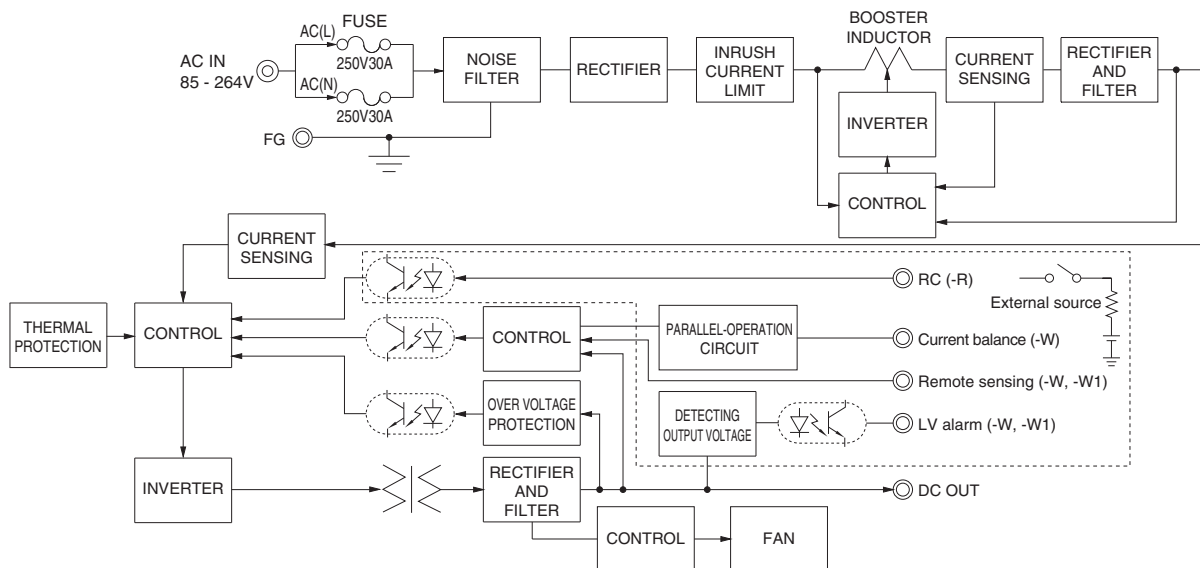 FUSE
AC(L)
250V30A
AC IN
85 - 264V
AC(N)
250V30A
FG
NOISE
FILTER
RECTIFIER
INRUSH
CURRENT
LIMIT
BOOSTER
INDUCTOR
CURRENT
SENSING
RECTIFIER
AND
FILTER
INVERTER
CONTROL
CURRENT
SENSING
RC (-R)
External source
THERMAL
PROTECTION
CONTROL
CONTROL
PARALLEL-OPERATION
CIRCUIT
Current balance (-W)
Remote sensing (-W, -W1)
OVER VOLTAGE
PROTECTION
DETECTING
OUTPUT VOLTAGE
LV alarm (-W, -W1)
INVERTER
RECTIFIER
AND
FILTER
DC OUT
CONTROL
FAN